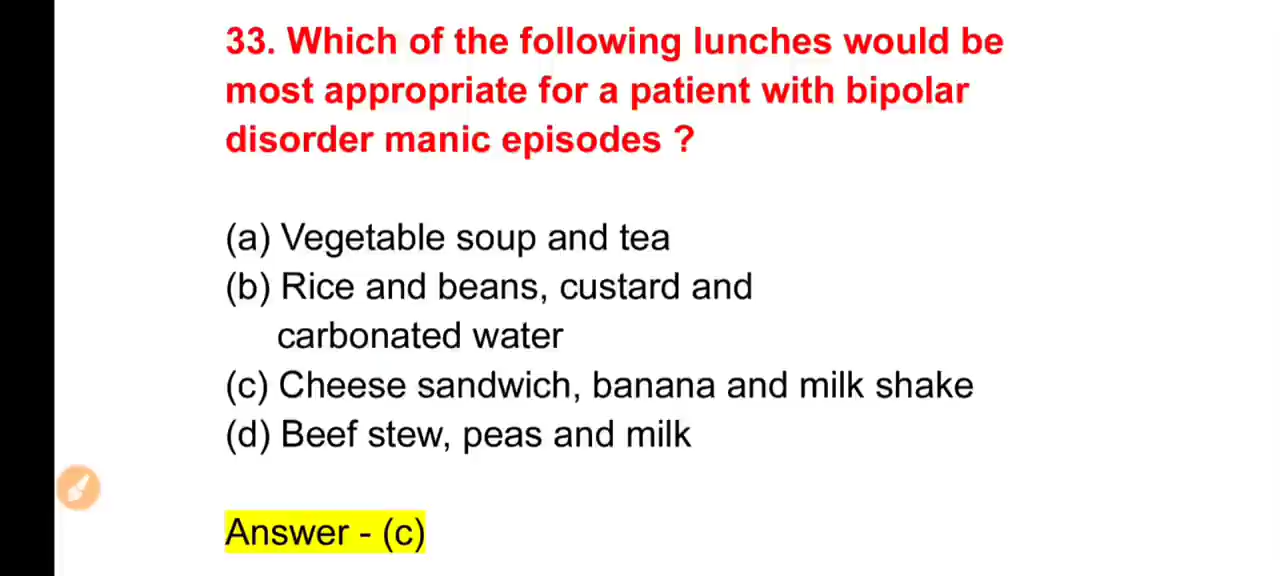 33. Which of the following lunches would be
most appropriate for a patient with bipolar
disorder manic episodes ?
(a) Vegetable soup and tea
(b) Rice and beans, custard and
carbonated water
(c) Cheese sandwich, banana and milk shake
(d) Beef stew, peas and milk
Answer - (c)